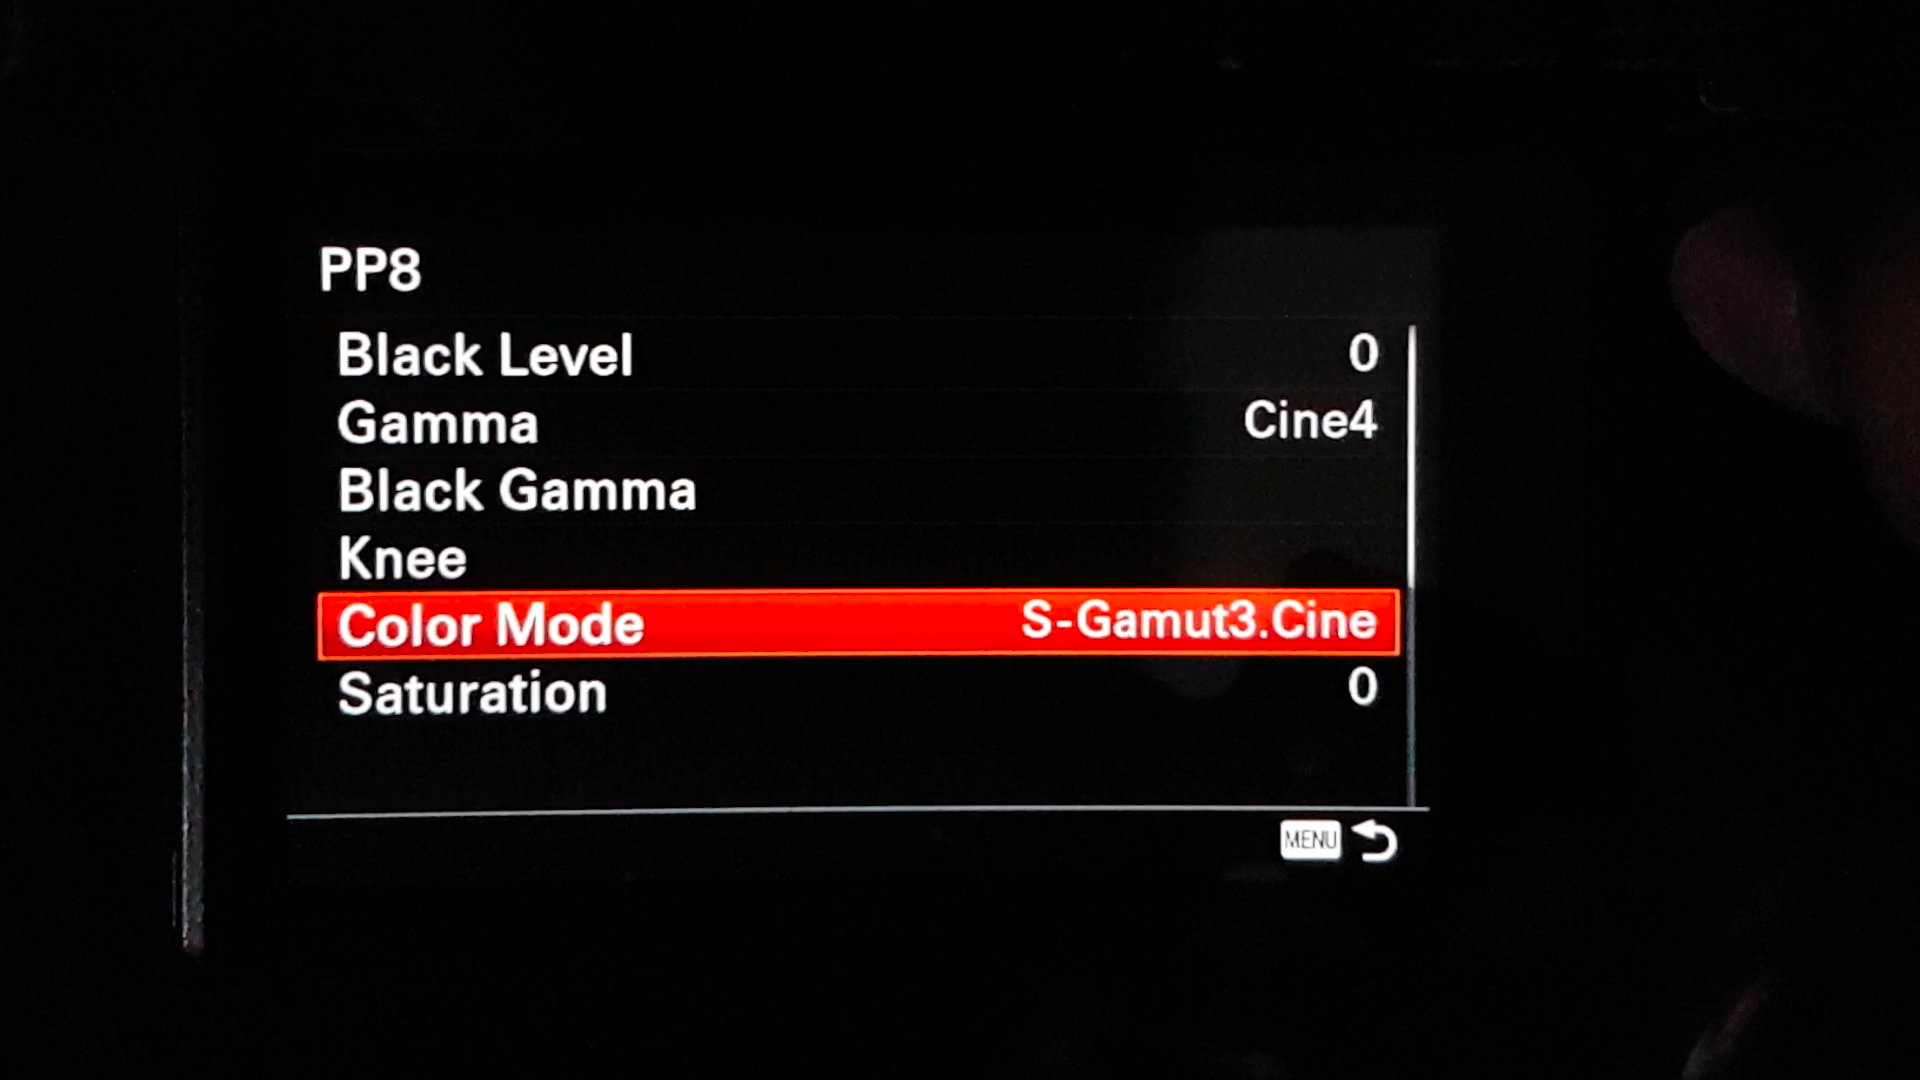 PP8
Black Level 0
Gamma Cine4
Black Gamma
Knee
Color Mode S-Gamut3.Cine
Saturation 0
MENU